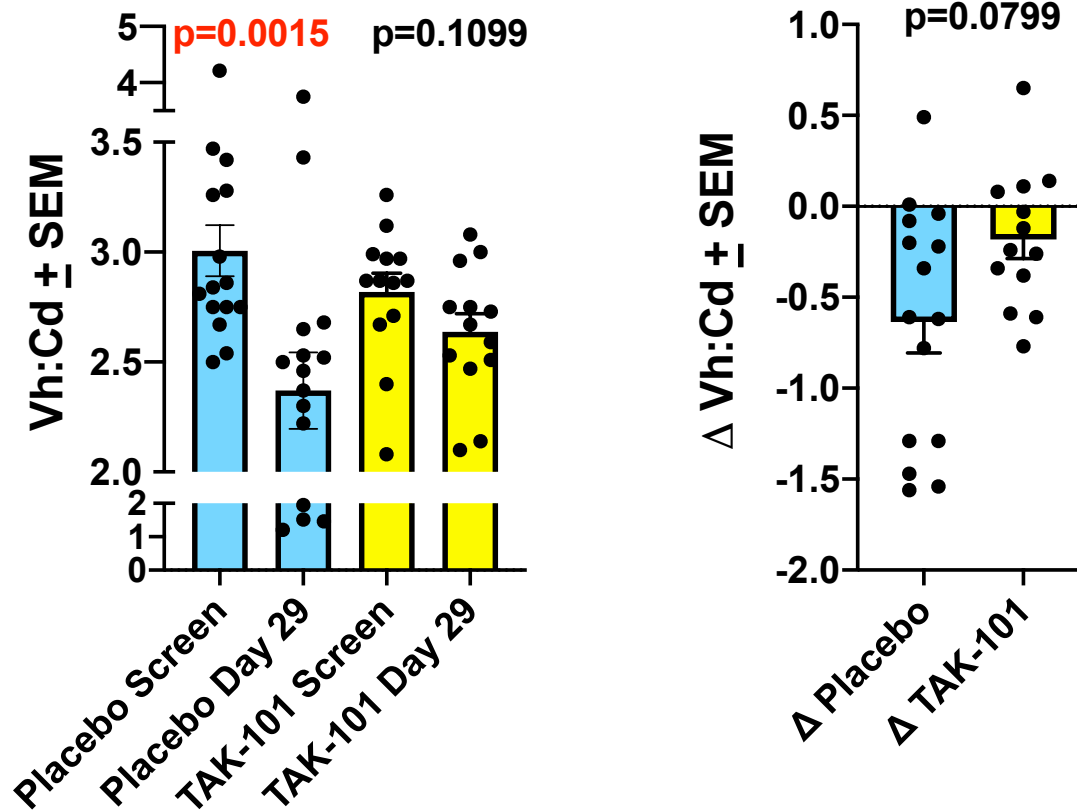 p=0.0015 p=0.1099
5
4
3.5
3.0
2.5
2.0
2
1
0
Vh:Cd ± SEM
Placebo Screen
Placebo Day 29
TAK-101 Screen
TAK-101 Day 29
p=0.0799
1.0
0.5
0.0
-0.5
-1.0
-1.5
-2.0
Δ Vh:Cd ± SEM
Δ Placebo
Δ TAK-101